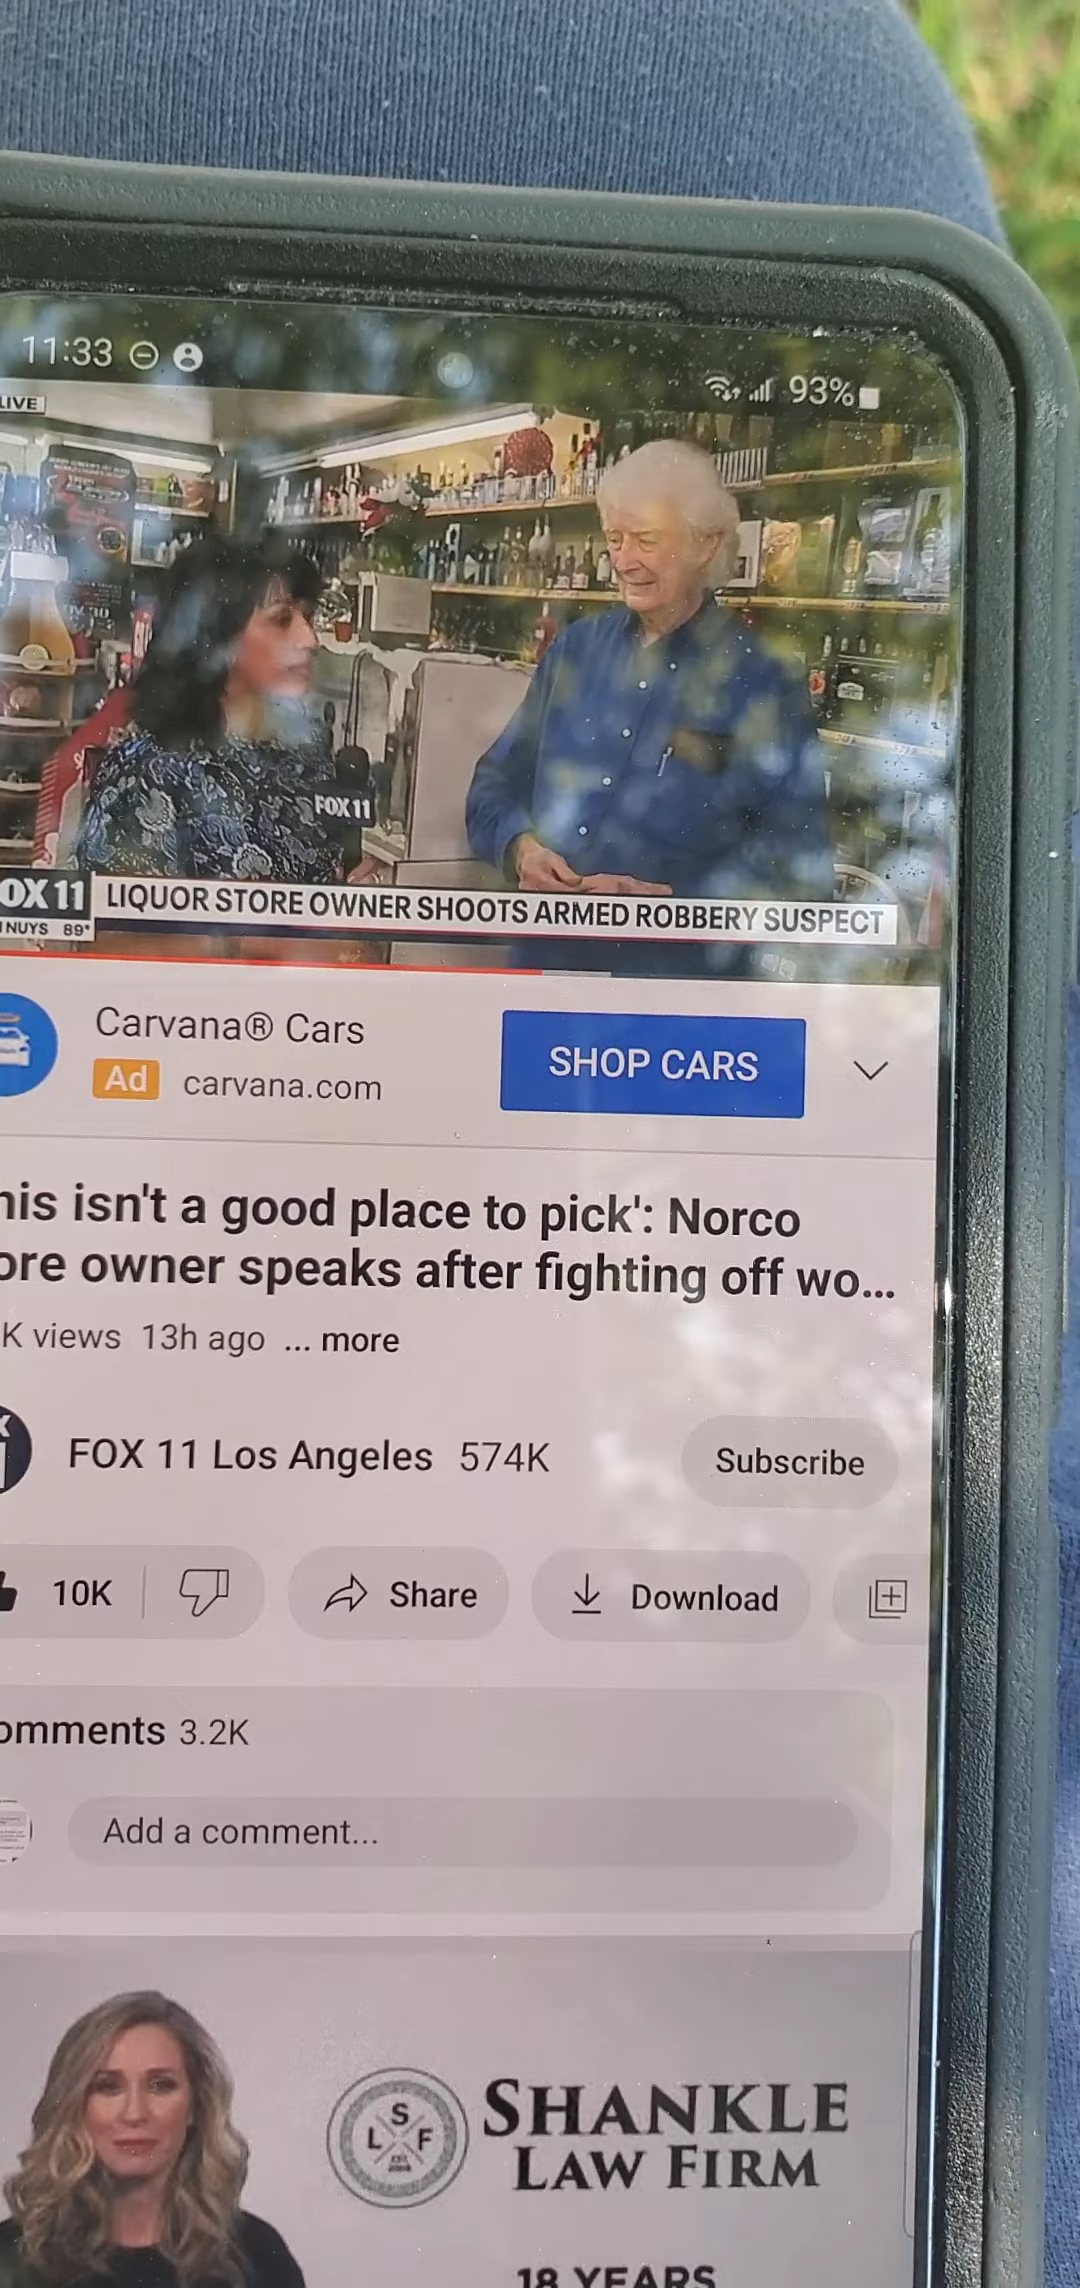 11:33
93%
LIVE
FOX 11
OX 11
LIQUOR STORE OWNER SHOOTS ARMED ROBBERY SUSPECT
NUYS 89°
Carvana® Cars
SHOP CARS
Ad carvana.com
his isn't a good place to pick': Norco
ore owner speaks after fighting off wo...
K views 13h ago ... more
FOX 11 Los Angeles 574K
Subscribe
10K
Share
Download
omments 3.2K
Add a comment...
S
L F
SHANKLE
LAW FIRM
18 YEARS